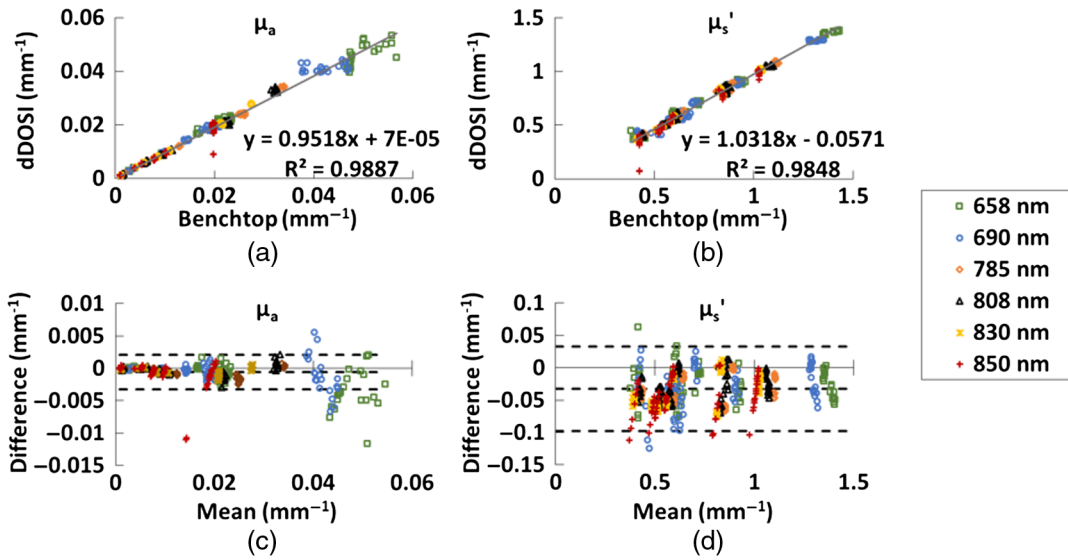 μa
dDOSI (mm⁻¹)
0.06
0.04
0.02
0
y = 0.9518x + 7E-05
R² = 0.9887
0 0.02 0.04 0.06
Benchtop (mm⁻¹)
(a)
μs'
dDOSI (mm⁻¹)
1.5
1
0.5
0
y = 1.0318x - 0.0571
R² = 0.9848
0 0.5 1 1.5
Benchtop (mm⁻¹)
(b)
658 nm
690 nm
785 nm
808 nm
830 nm
850 nm
μa
Difference (mm⁻¹)
0.01
0.005
0
−0.005
−0.01
−0.015
0 0.02 0.04 0.06
Mean (mm⁻¹)
(c)
μs'
Difference (mm⁻¹)
0.1
0.05
0
−0.05
−0.1
−0.15
0 0.5 1 1.5
Mean (mm⁻¹)
(d)